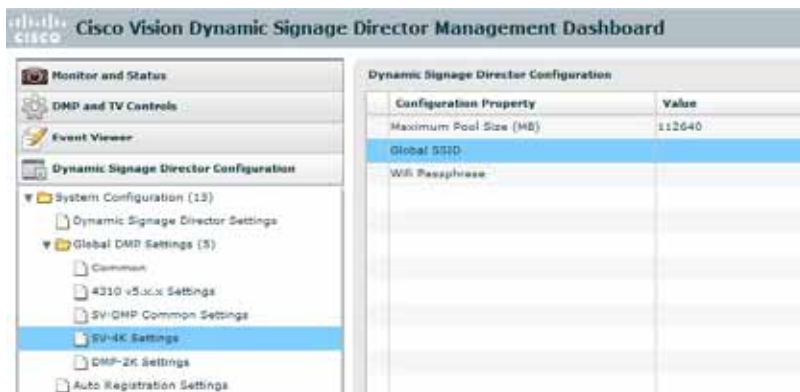 cisco
Cisco Vision Dynamic Signage Director Management Dashboard
Monitor and Status
DMP and TV Controls
Event Viewer
Dynamic Signage Director Configuration
System Configuration (13)
Dynamic Signage Director Settings
Global DMP Settings (5)
Common
4310 v5.x.x Settings
SV-DMP Common Settings
SV-4K Settings
DMP-2K Settings
Auto Registration Settings
Dynamic Signage Director Configuration
Configuration Property Value
Maximum Pool Size (MB) 112640
Global SSID
Wifi Passphrase